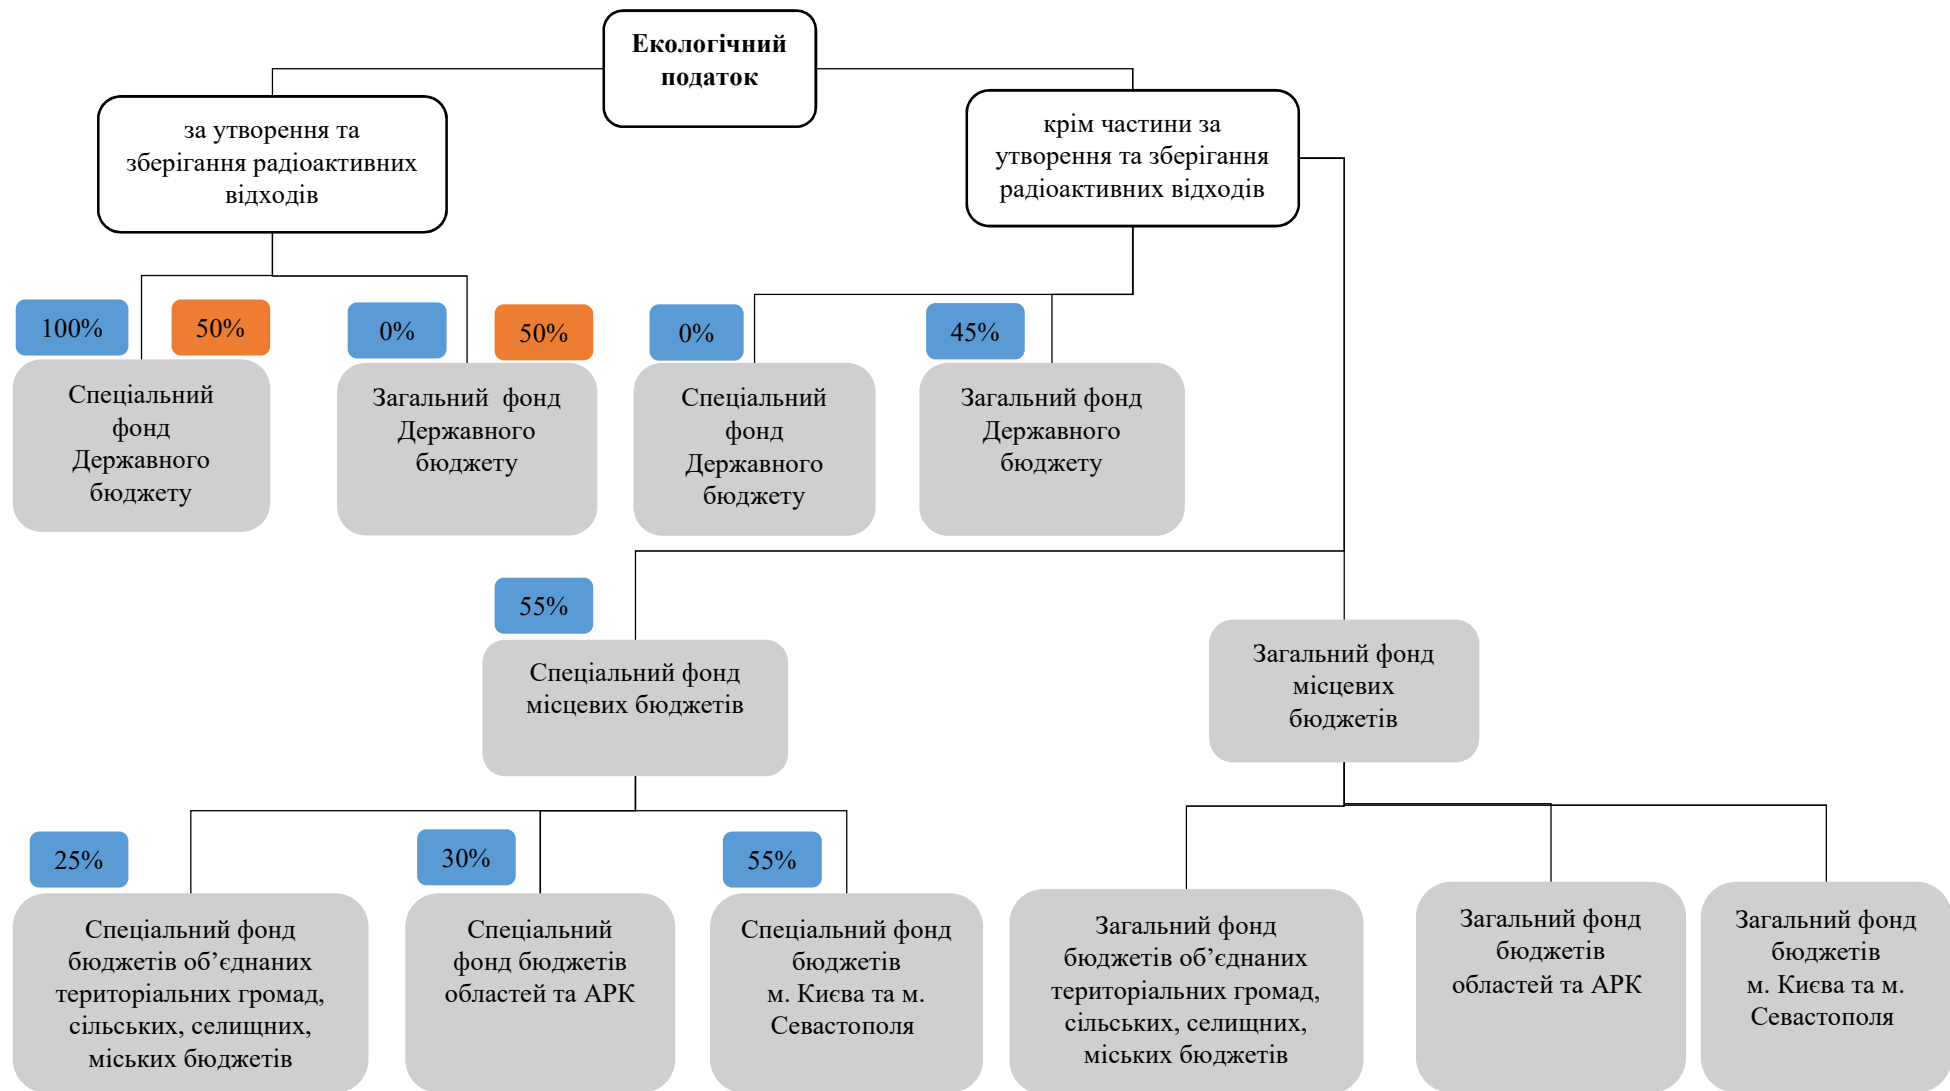 Екологічний
податок
за утворення та
зберігання радіоактивних
відходів
крім частини за
утворення та зберігання
радіоактивних відходів
100%
50%
0%
50%
0%
45%
Спеціальний
фонд
Державного
бюджету
Загальний фонд
Державного
бюджету
Спеціальний
фонд
Державного
бюджету
Загальний фонд
Державного
бюджету
55%
Спеціальний фонд
місцевих бюджетів
Загальний фонд
місцевих
бюджетів
25%
30%
55%
Спеціальний фонд
бюджетів об’єднаних
територіальних громад,
сільських, селищних,
міських бюджетів
Спеціальний
фонд бюджетів
областей та АРК
Спеціальний фонд
бюджетів
м. Києва та м.
Севастополя
Загальний фонд
бюджетів об’єднаних
територіальних громад,
сільських, селищних,
міських бюджетів
Загальний фонд
бюджетів
областей та АРК
Загальний фонд
бюджетів
м. Києва та м.
Севастополя